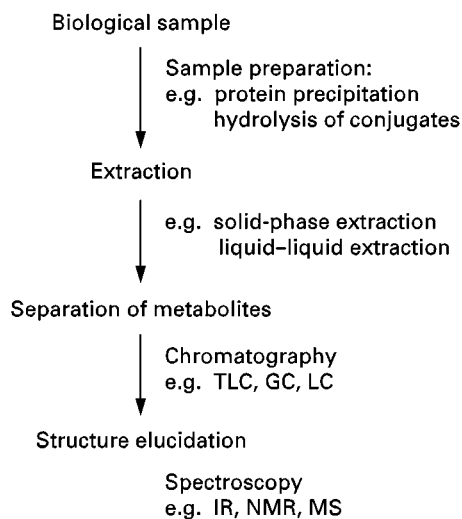 Biological sample
Sample preparation:
e.g. protein precipitation
hydrolysis of conjugates
Extraction
e.g. solid-phase extraction
liquid–liquid extraction
Separation of metabolites
Chromatography
e.g. TLC, GC, LC
Structure elucidation
Spectroscopy
e.g. IR, NMR, MS